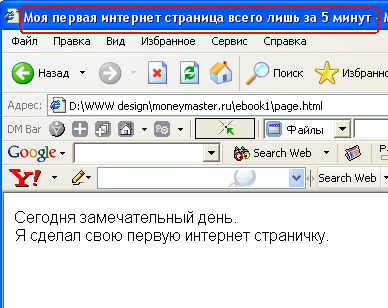 Моя первая интернет страница всего лишь за 5 минут -
Файл Правка Вид Избранное Сервис Справка
Назад Поиск Избранно
Адрес: D:\WWW design\moneymaster.ru\ebook1\page.html
DM Bar Файлы
Google Search Web
Y! Search Web
Сегодня замечательный день.
Я сделал свою первую интернет страничку.